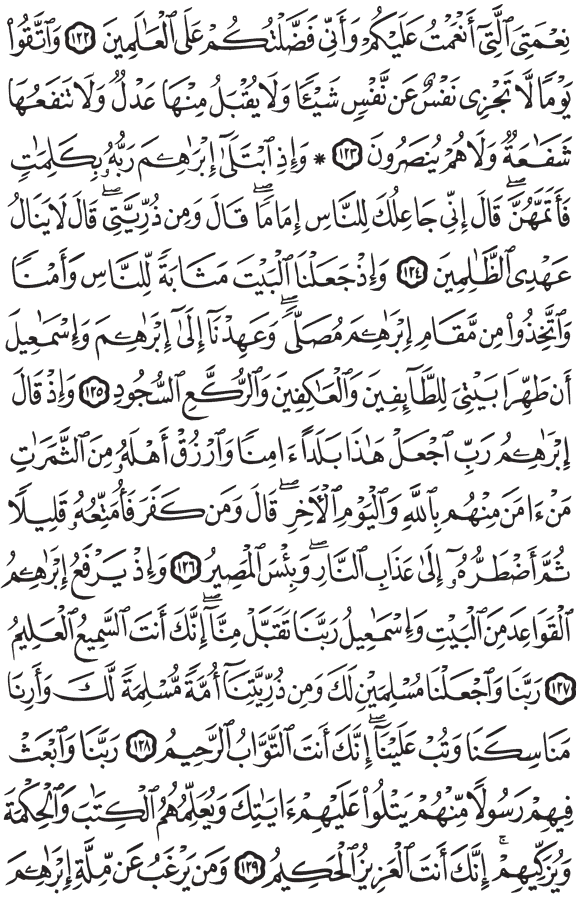 نِعۡمَتِيَ ٱلَّتِيٓ أَنۡعَمۡتُ عَلَيۡكُمۡ وَأَنِّي فَضَّلۡتُكُمۡ عَلَى ٱلۡعَٰلَمِينَ ١٢٢ وَٱتَّقُواْ
يَوۡمٗا لَّا تَجۡزِي نَفۡسٌ عَن نَّفۡسٖ شَيۡـٔٗا وَلَا يُقۡبَلُ مِنۡهَا عَدۡلٞ وَلَا تَنفَعُهَا
شَفَٰعَةٞ وَلَا هُمۡ يُنصَرُونَ ١٢٣ * وَإِذِ ٱبۡتَلَىٰٓ إِبۡرَٰهِـۧمَ رَبُّهُۥ بِكَلِمَٰتٖ
فَأَتَمَّهُنَّۖ قَالَ إِنِّي جَاعِلُكَ لِلنَّاسِ إِمَامٗاۖ قَالَ وَمِن ذُرِّيَّتِيۖ قَالَ لَا يَنَالُ
عَهۡدِي ٱلظَّٰلِمِينَ ١٢٤ وَإِذۡ جَعَلۡنَا ٱلۡبَيۡتَ مَثَابَةٗ لِّلنَّاسِ وَأَمۡنٗا
وَٱتَّخِذُواْ مِن مَّقَامِ إِبۡرَٰهِـۧمَ مُصَلّٗىۖ وَعَهِدۡنَآ إِلَىٰٓ إِبۡرَٰهِـۧمَ وَإِسۡمَٰعِيلَ
أَن طَهِّرَا بَيۡتِيَ لِلطَّآئِفِينَ وَٱلۡعَٰكِفِينَ وَٱلرُّكَّعِ ٱلسُّجُودِ ١٢٥ وَإِذۡ قَالَ
إِبۡرَٰهِـۧمُ رَبِّ ٱجۡعَلۡ هَٰذَا بَلَدًا ءَامِنٗا وَٱرۡزُقۡ أَهۡلَهُۥ مِنَ ٱلثَّمَرَٰتِ
مَنۡ ءَامَنَ مِنۡهُم بِٱللَّهِ وَٱلۡيَوۡمِ ٱلۡأٓخِرِۖ قَالَ وَمَن كَفَرَ فَأُمَتِّعُهُۥ قَلِيلٗا
ثُمَّ أَضۡطَرُّهُۥٓ إِلَىٰ عَذَابِ ٱلنَّارِۖ وَبِئۡسَ ٱلۡمَصِيرُ ١٢٦ وَإِذۡ يَرۡفَعُ إِبۡرَٰهِـۧمُ
ٱلۡقَوَاعِدَ مِنَ ٱلۡبَيۡتِ وَإِسۡمَٰعِيلُ رَبَّنَا تَقَبَّلۡ مِنَّآۖ إِنَّكَ أَنتَ ٱلسَّمِيعُ ٱلۡعَلِيمُ
١٢٧ رَبَّنَا وَٱجۡعَلۡنَا مُسۡلِمَيۡنِ لَكَ وَمِن ذُرِّيَّتِنَآ أُمَّةٗ مُّسۡلِمَةٗ لَّكَ وَأَرِنَا
مَنَاسِكَنَا وَتُبۡ عَلَيۡنَآۖ إِنَّكَ أَنتَ ٱلتَّوَّابُ ٱلرَّحِيمُ ١٢٨ رَبَّنَا وَٱبۡعَثۡ
فِيهِمۡ رَسُولٗا مِّنۡهُمۡ يَتۡلُواْ عَلَيۡهِمۡ ءَايَٰتِكَ وَيُعَلِّمُهُمُ ٱلۡكِتَٰبَ وَٱلۡحِكۡمَةَ
وَيُزَكِّيهِمۡۚ إِنَّكَ أَنتَ ٱلۡعَزِيزُ ٱلۡحَكِيمُ ١٢٩ وَمَن يَرۡغَبُ عَن مِّلَّةِ إِبۡرَٰهِـۧمَ